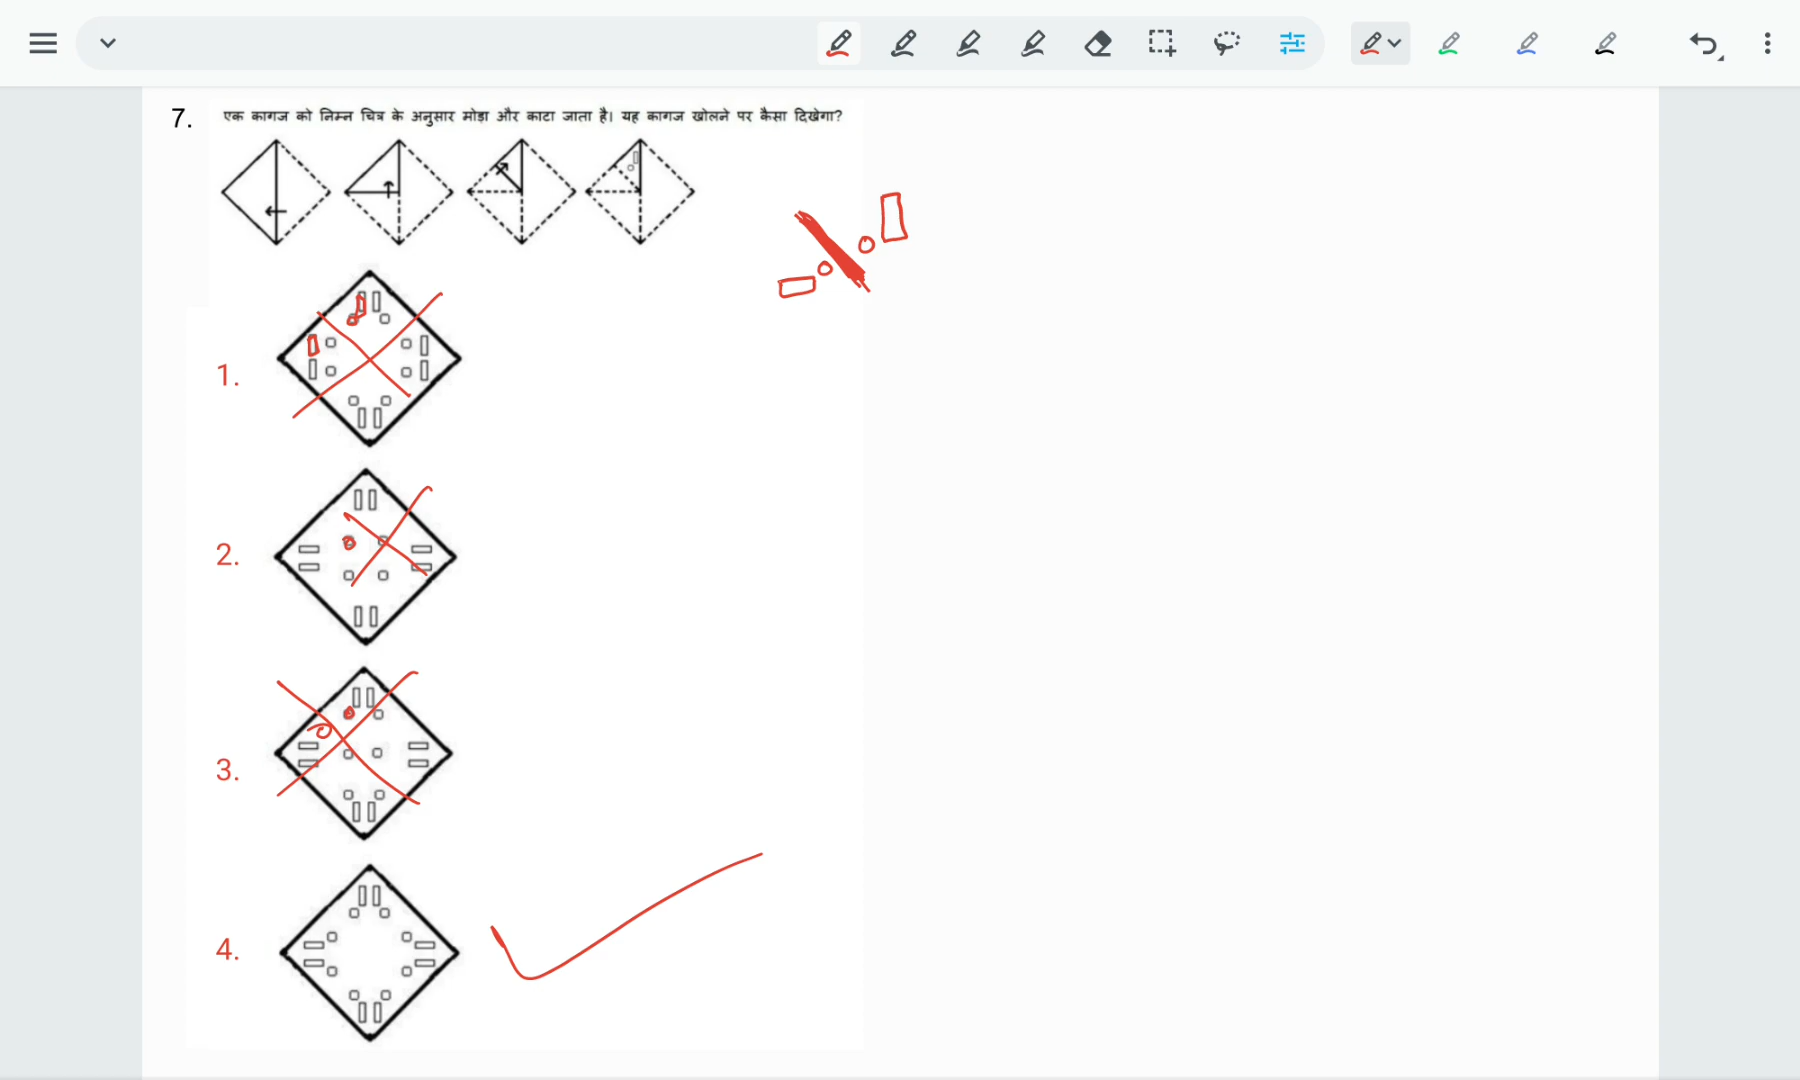 7. एक कागज को निम्न चित्र के अनुसार मोड़ा और काटा जाता है। यह कागज खोलने पर कैसा दिखेगा?
1.
2.
3.
4.